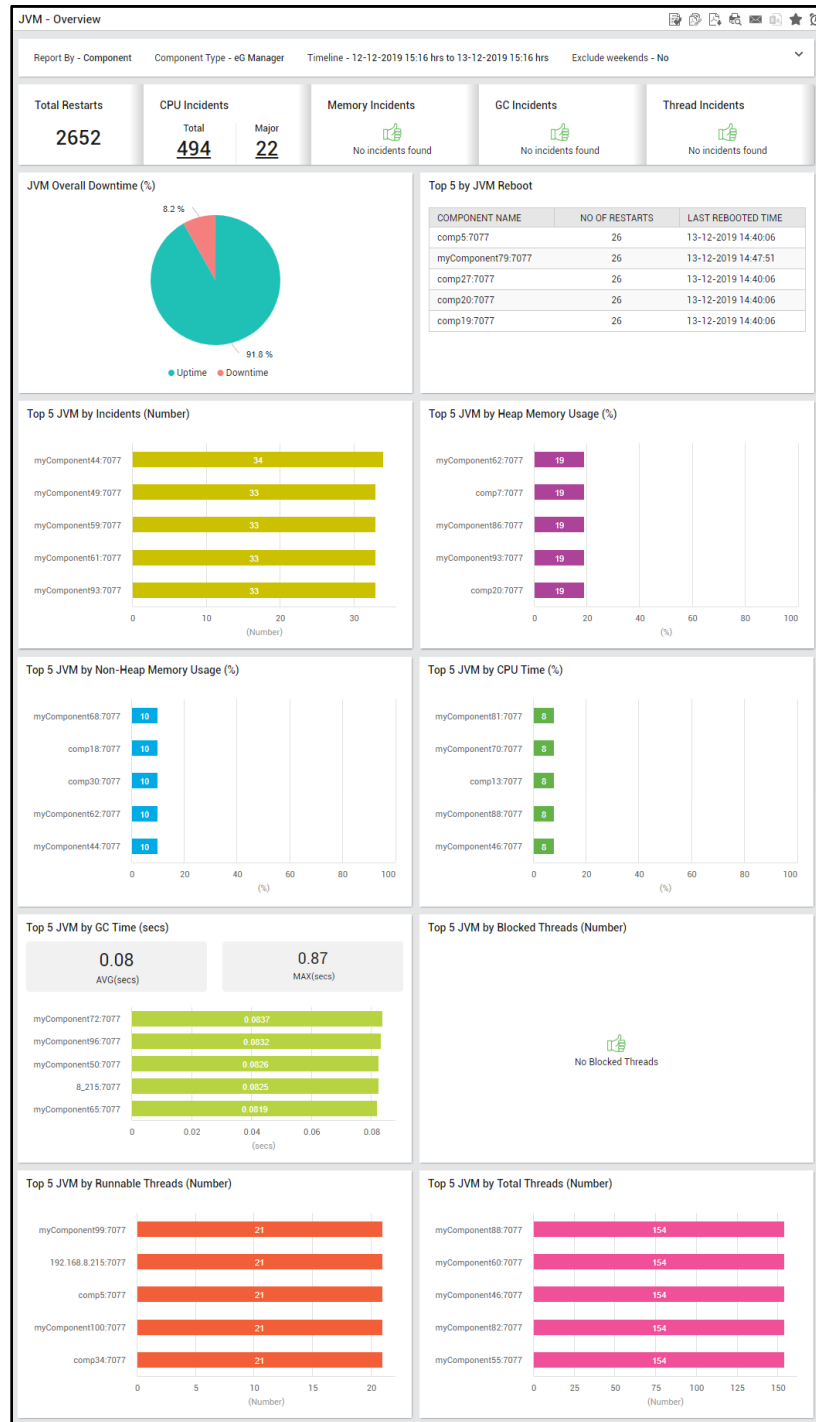 JVM - Overview
Report By - Component Component Type - eG Manager Timeline - 12-12-2019 15:16 hrs to 13-12-2019 15:16 hrs Exclude weekends - No
Total Restarts
2652
CPU Incidents
Total Major
494 22
Memory Incidents
No incidents found
GC Incidents
No incidents found
Thread Incidents
No incidents found
JVM Overall Downtime (%)
8.2 %
91.8 %
Uptime Downtime
Top 5 by JVM Reboot
COMPONENT NAME NO OF RESTARTS LAST REBOOTED TIME
comp5:7077 26 13-12-2019 14:40:06
myComponent79:7077 26 13-12-2019 14:47:51
comp27:7077 26 13-12-2019 14:40:06
comp20:7077 26 13-12-2019 14:40:06
comp19:7077 26 13-12-2019 14:40:06
Top 5 JVM by Incidents (Number)
myComponent44:7077 34
myComponent49:7077 33
myComponent59:7077 33
myComponent61:7077 33
myComponent93:7077 33
0 10 20 30
(Number)
Top 5 JVM by Heap Memory Usage (%)
myComponent62:7077 19
comp7:7077 19
myComponent86:7077 19
myComponent93:7077 19
comp20:7077 19
0 20 40 60 80 100
(%)
Top 5 JVM by Non-Heap Memory Usage (%)
myComponent68:7077 10
comp18:7077 10
comp30:7077 10
myComponent62:7077 10
myComponent44:7077 10
0 20 40 60 80 100
(%)
Top 5 JVM by CPU Time (%)
myComponent81:7077 8
myComponent70:7077 8
comp13:7077 8
myComponent88:7077 8
myComponent46:7077 8
0 20 40 60 80 100
(%)
Top 5 JVM by GC Time (secs)
0.08 0.87
AVG(secs) MAX(secs)
myComponent72:7077 0.0837
myComponent96:7077 0.0832
myComponent50:7077 0.0826
8_215:7077 0.0825
myComponent65:7077 0.0819
0 0.02 0.04 0.06 0.08
(secs)
Top 5 JVM by Blocked Threads (Number)
No Blocked Threads
Top 5 JVM by Runnable Threads (Number)
myComponent99:7077 21
192.168.8.215:7077 21
comp5:7077 21
myComponent100:7077 21
comp34:7077 21
0 5 10 15 20
(Number)
Top 5 JVM by Total Threads (Number)
myComponent88:7077 154
myComponent60:7077 154
myComponent46:7077 154
myComponent82:7077 154
myComponent55:7077 154
0 25 50 75 100 125 150
(Number)